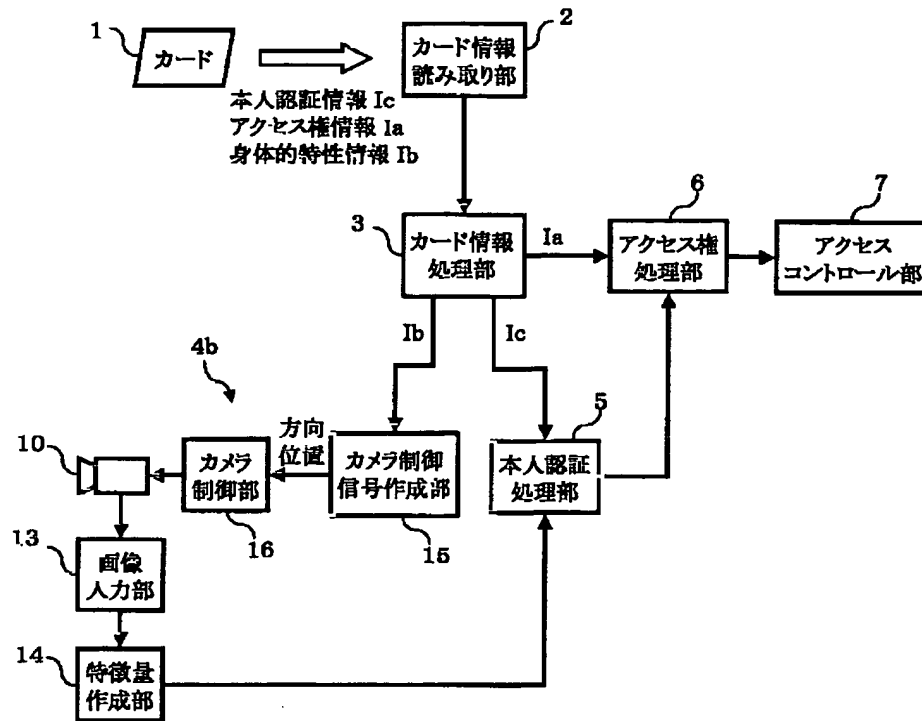 1
カード
2
カード情報
読み取り部
本人認証情報 Ic
アクセス権情報 Ia
身体的特性情報 Ib
3
カード情報
処理部
Ia
6
アクセス権
処理部
7
アクセス
コントロール部
Ib
Ic
4b
10
カメラ
制御部
16
方向
位置
カメラ制御
信号作成部
15
5
本人認証
処理部
13
画像
入力部
14
特徴量
作成部